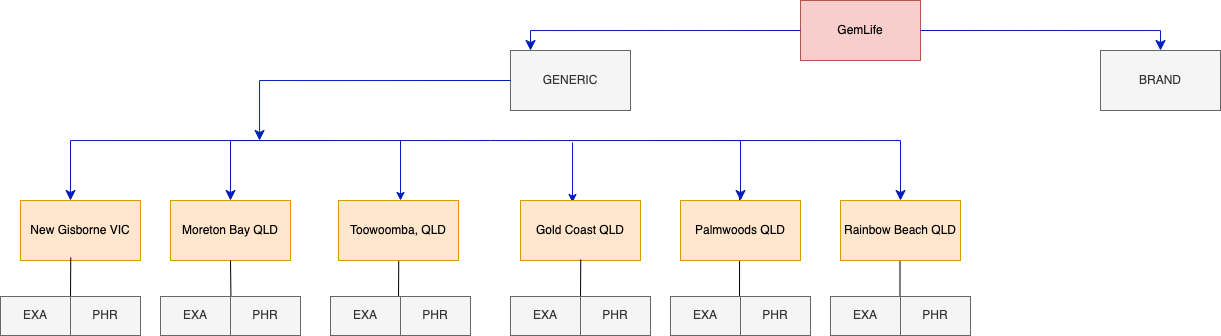 GemLife
GENERIC
BRAND
New Gisborne VIC
Moreton Bay QLD
Toowoomba, QLD
Gold Coast QLD
Palmwoods QLD
Rainbow Beach QLD
EXA PHR
EXA PHR
EXA PHR
EXA PHR
EXA PHR
EXA PHR